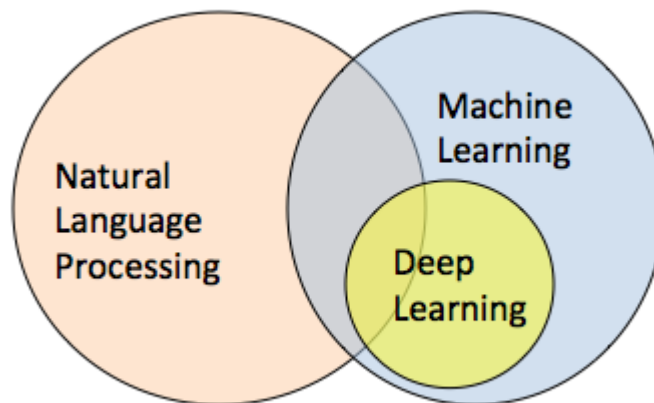 Natural
Language
Processing
Machine
Learning
Deep
Learning